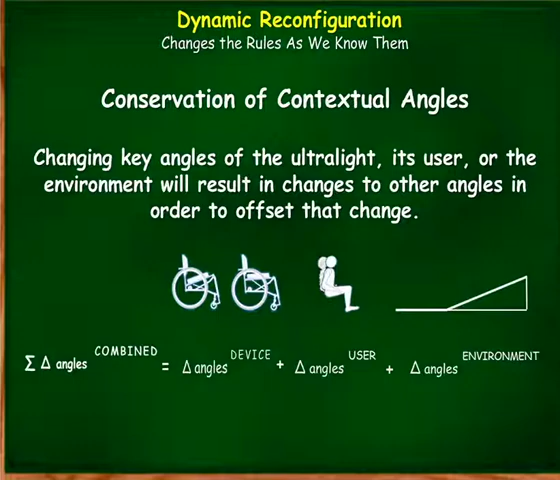 Dynamic Reconfiguration
Changes the Rules As We Know Them
Conservation of Contextual Angles
Changing key angles of the ultralight, its user, or the
environment will result in changes to other angles in
order to offset that change.
∑ Δ angles COMBINED = Δ angles DEVICE + Δ angles USER + Δ angles ENVIRONMENT